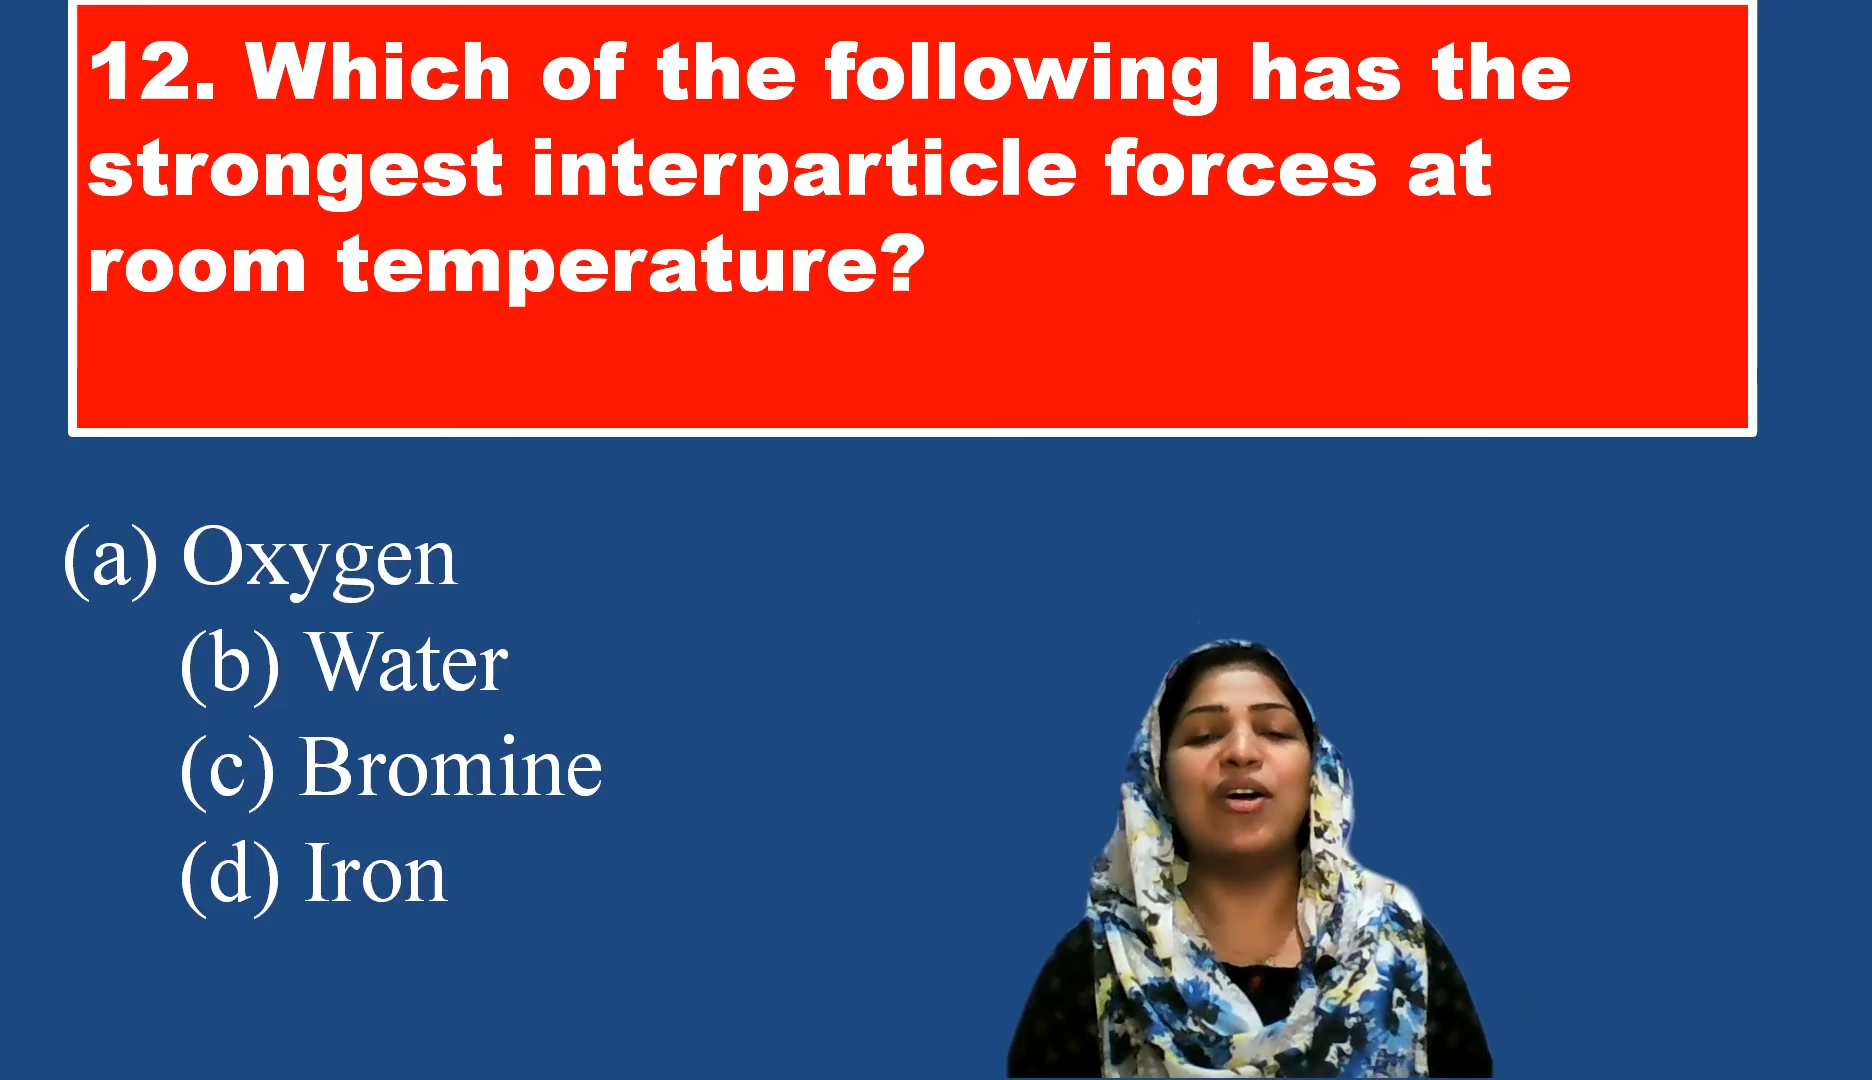 12. Which of the following has the
strongest interparticle forces at
room temperature?
(a) Oxygen
(b) Water
(c) Bromine
(d) Iron